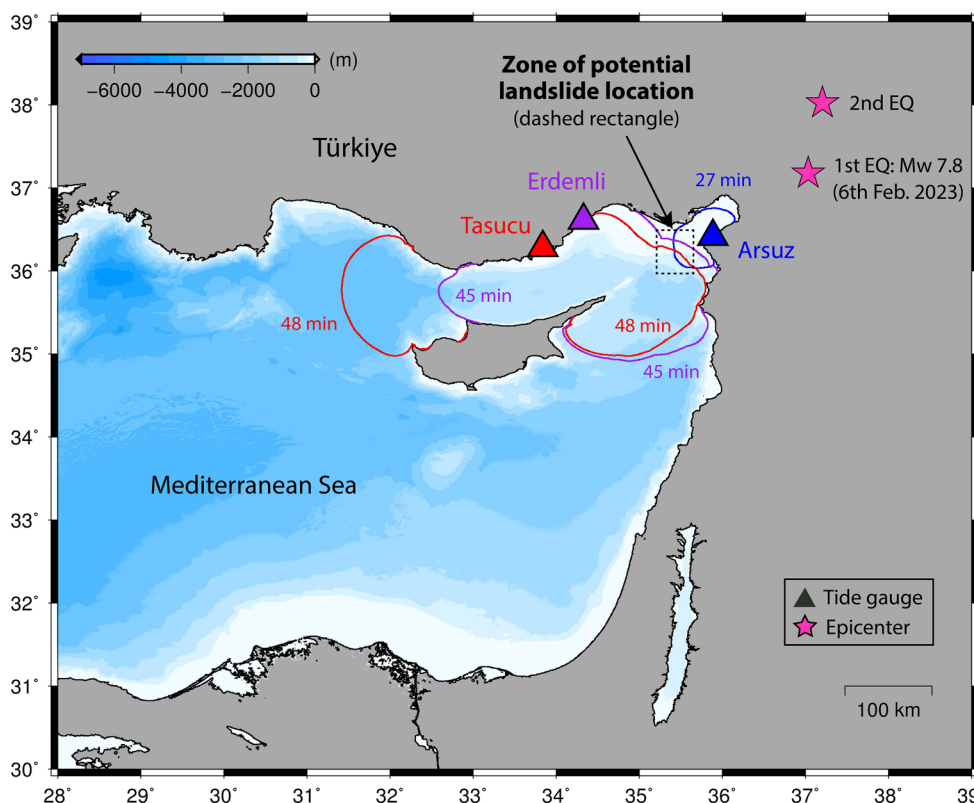 39°
38°
37°
36°
35°
34°
33°
32°
31°
30°
28 29 30 31 32 33 34 35 36 37 38 39
(m)
−6000 −4000 −2000 0
Zone of potential
landslide location
(dashed rectangle)
2nd EQ
1st EQ: Mw 7.8
(6th Feb. 2023)
Türkiye
Erdemli
27 min
Tasucu
Arsuz
45 min
48 min
48 min
45 min
Mediterranean Sea
Tide gauge
Epicenter
100 km